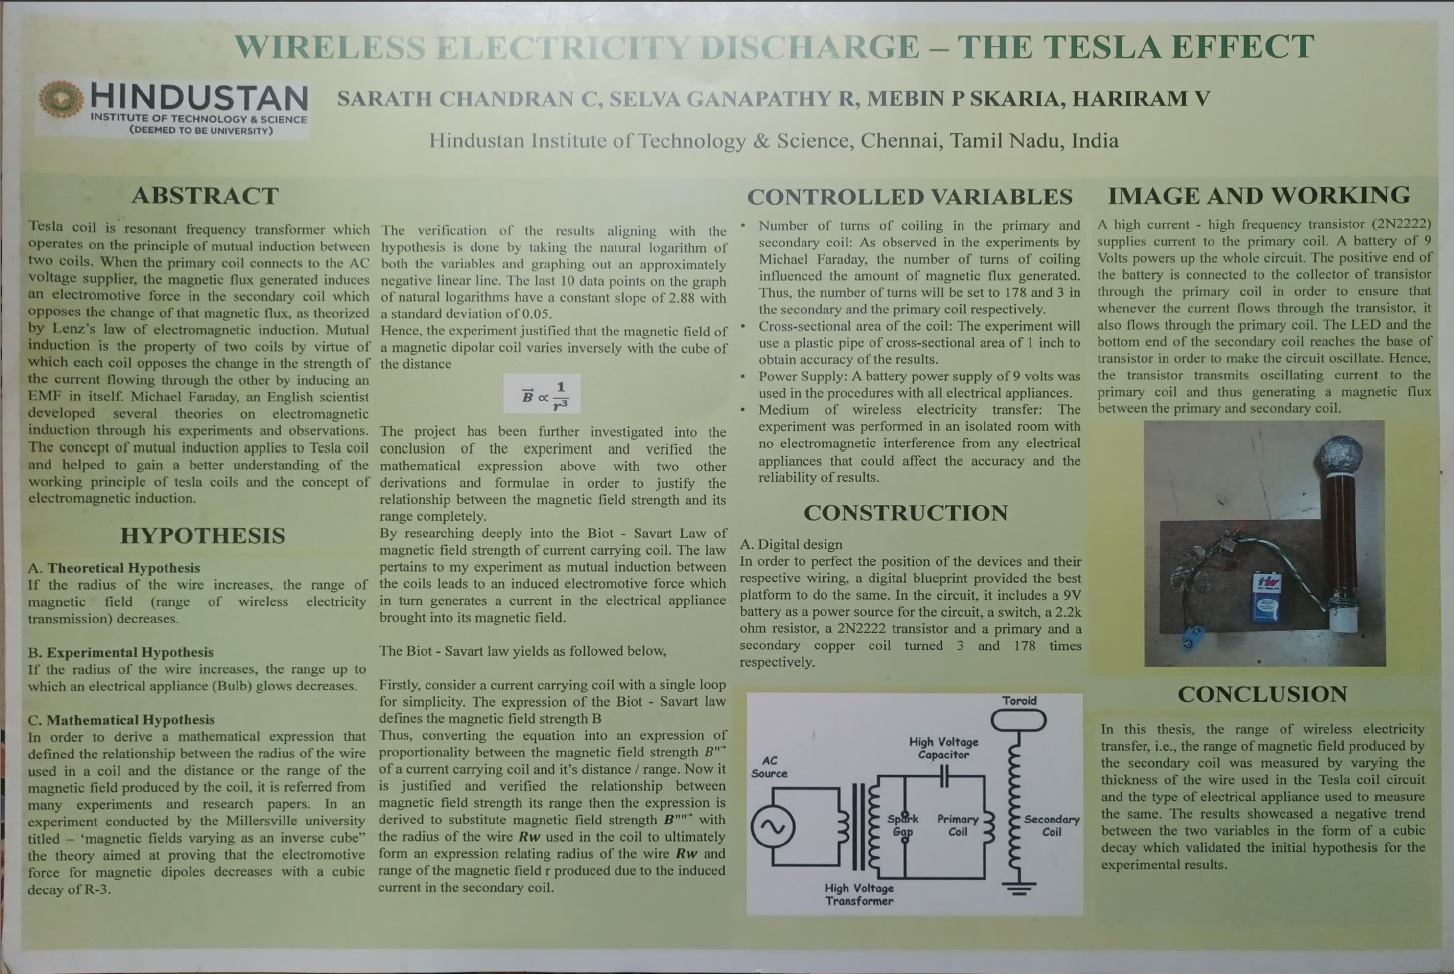 WIRELESS ELECTRICITY DISCHARGE – THE TESLA EFFECT
HINDUSTAN
INSTITUTE OF TECHNOLOGY & SCIENCE
(DEEMED TO BE UNIVERSITY)
SARATH CHANDRAN C, SELVA GANAPATHY R, MEBIN P SKARIA, HARIRAM V
Hindustan Institute of Technology & Science, Chennai, Tamil Nadu, India
ABSTRACT
Tesla coil is resonant frequency transformer which
operates on the principle of mutual induction between
two coils. When the primary coil connects to the AC
voltage supplier, the magnetic flux generated induces
an electromotive force in the secondary coil which
opposes the change of that magnetic flux, as theorized
by Lenz's law of electromagnetic induction. Mutual
induction is the property of two coils by virtue of
which each coil opposes the change in the strength of
the current flowing through the other by inducing an
EMF in itself. Michael Faraday, an English scientist
developed several theories on electromagnetic
induction through his experiments and observations.
The concept of mutual induction applies to Tesla coil
and helped to gain a better understanding of the
working principle of tesla coils and the concept of
electromagnetic induction.
HYPOTHESIS
A. Theoretical Hypothesis
If the radius of the wire increases, the range of
magnetic field (range of wireless electricity
transmission) decreases.
B. Experimental Hypothesis
If the radius of the wire increases, the range up to
which an electrical appliance (Bulb) glows decreases.
C. Mathematical Hypothesis
In order to derive a mathematical expression that
defined the relationship between the radius of the wire
used in a coil and the distance or the range of the
magnetic field produced by the coil, it is referred from
many experiments and research papers. In an
experiment conducted by the Millersville university
titled – 'magnetic fields varying as an inverse cube"
the theory aimed at proving that the electromotive
force for magnetic dipoles decreases with a cubic
decay of R-3.
The verification of the results aligning with the
hypothesis is done by taking the natural logarithm of
both the variables and graphing out an approximately
negative linear line. The last 10 data points on the graph
of natural logarithms have a constant slope of 2.88 with
a standard deviation of 0.05.
Hence, the experiment justified that the magnetic field of
a magnetic dipolar coil varies inversely with the cube of
the distance
B⃗ ∝ 1/r³
The project has been further investigated into the
conclusion of the experiment and verified the
mathematical expression above with two other
derivations and formulae in order to justify the
relationship between the magnetic field strength and its
range completely.
By researching deeply into the Biot - Savart Law of
magnetic field strength of current carrying coil. The law
pertains to my experiment as mutual induction between
the coils leads to an induced electromotive force which
in turn generates a current in the electrical appliance
brought into its magnetic field.
The Biot - Savart law yields as followed below,
Firstly, consider a current carrying coil with a single loop
for simplicity. The expression of the Biot - Savart law
defines the magnetic field strength B
Thus, converting the equation into an expression of
proportionality between the magnetic field strength B"⃗
of a current carrying coil and it's distance / range. Now it
is justified and verified the relationship between
magnetic field strength its range then the expression is
derived to substitute magnetic field strength B""⃗ with
the radius of the wire Rw used in the coil to ultimately
form an expression relating radius of the wire Rw and
range of the magnetic field r produced due to the induced
current in the secondary coil.
CONTROLLED VARIABLES
• Number of turns of coiling in the primary and
secondary coil: As observed in the experiments by
Michael Faraday, the number of turns of coiling
influenced the amount of magnetic flux generated.
Thus, the number of turns will be set to 178 and 3 in
the secondary and the primary coil respectively.
• Cross-sectional area of the coil: The experiment will
use a plastic pipe of cross-sectional area of 1 inch to
obtain accuracy of the results.
• Power Supply: A battery power supply of 9 volts was
used in the procedures with all electrical appliances.
• Medium of wireless electricity transfer: The
experiment was performed in an isolated room with
no electromagnetic interference from any electrical
appliances that could affect the accuracy and the
reliability of results.
CONSTRUCTION
A. Digital design
In order to perfect the position of the devices and their
respective wiring, a digital blueprint provided the best
platform to do the same. In the circuit, it includes a 9V
battery as a power source for the circuit, a switch, a 2.2k
ohm resistor, a 2N2222 transistor and a primary and a
secondary copper coil turned 3 and 178 times
respectively.
Toroid
High Voltage
Capacitor
AC
Source
Spark
Gap
Primary
Coil
Secondary
Coil
High Voltage
Transformer
IMAGE AND WORKING
A high current - high frequency transistor (2N2222)
supplies current to the primary coil. A battery of 9
Volts powers up the whole circuit. The positive end of
the battery is connected to the collector of transistor
through the primary coil in order to ensure that
whenever the current flows through the transistor, it
also flows through the primary coil. The LED and the
bottom end of the secondary coil reaches the base of
transistor in order to make the circuit oscillate. Hence,
the transistor transmits oscillating current to the
primary coil and thus generating a magnetic flux
between the primary and secondary coil.
HW
CONCLUSION
In this thesis, the range of wireless electricity
transfer, i.e., the range of magnetic field produced by
the secondary coil was measured by varying the
thickness of the wire used in the Tesla coil circuit
and the type of electrical appliance used to measure
the same. The results showcased a negative trend
between the two variables in the form of a cubic
decay which validated the initial hypothesis for the
experimental results.